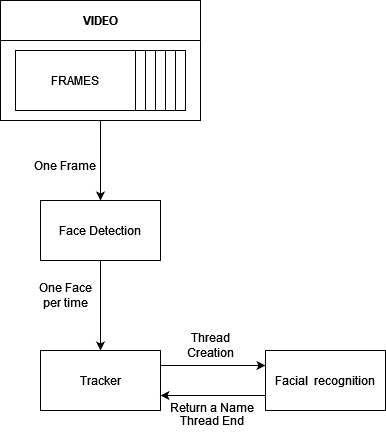 VIDEO
FRAMES
One Frame
Face Detection
One Face
per time
Thread
Creation
Tracker
Facial recognition
Return a Name
Thread End